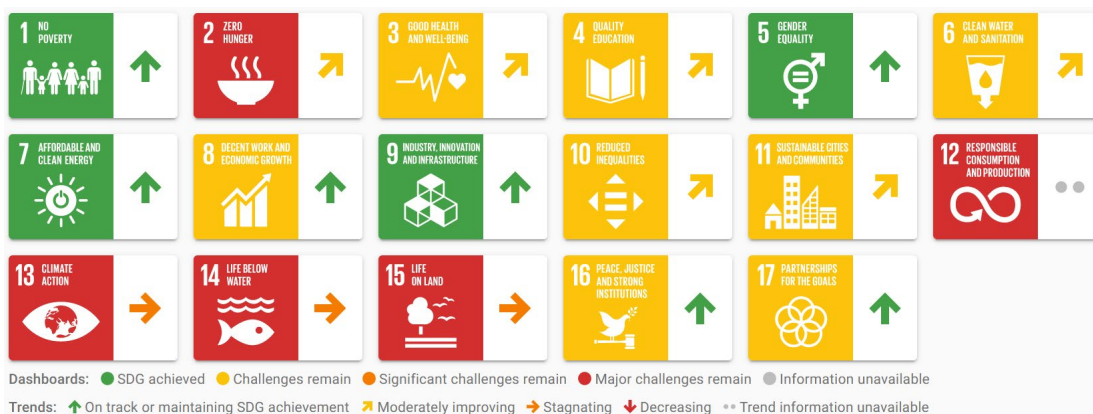 1 NO
POVERTY
2 ZERO
HUNGER
3 GOOD HEALTH
AND WELL-BEING
4 QUALITY
EDUCATION
5 GENDER
EQUALITY
6 CLEAN WATER
AND SANITATION
7 AFFORDABLE AND
CLEAN ENERGY
8 DECENT WORK AND
ECONOMIC GROWTH
9 INDUSTRY, INNOVATION
AND INFRASTRUCTURE
10 REDUCED
INEQUALITIES
11 SUSTAINABLE CITIES
AND COMMUNITIES
12 RESPONSIBLE
CONSUMPTION
AND PRODUCTION
13 CLIMATE
ACTION
14 LIFE BELOW
WATER
15 LIFE
ON LAND
16 PEACE, JUSTICE
AND STRONG
INSTITUTIONS
17 PARTNERSHIPS
FOR THE GOALS
Dashboards: SDG achieved Challenges remain Significant challenges remain Major challenges remain Information unavailable
Trends: On track or maintaining SDG achievement Moderately improving Stagnating Decreasing Trend information unavailable